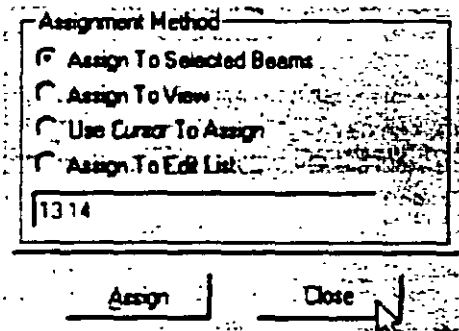 Assignment Method
Assign To Selected Beams
Assign To View
Use Cursor To Assign
Assign To Edit List
13 14
Assign
Close